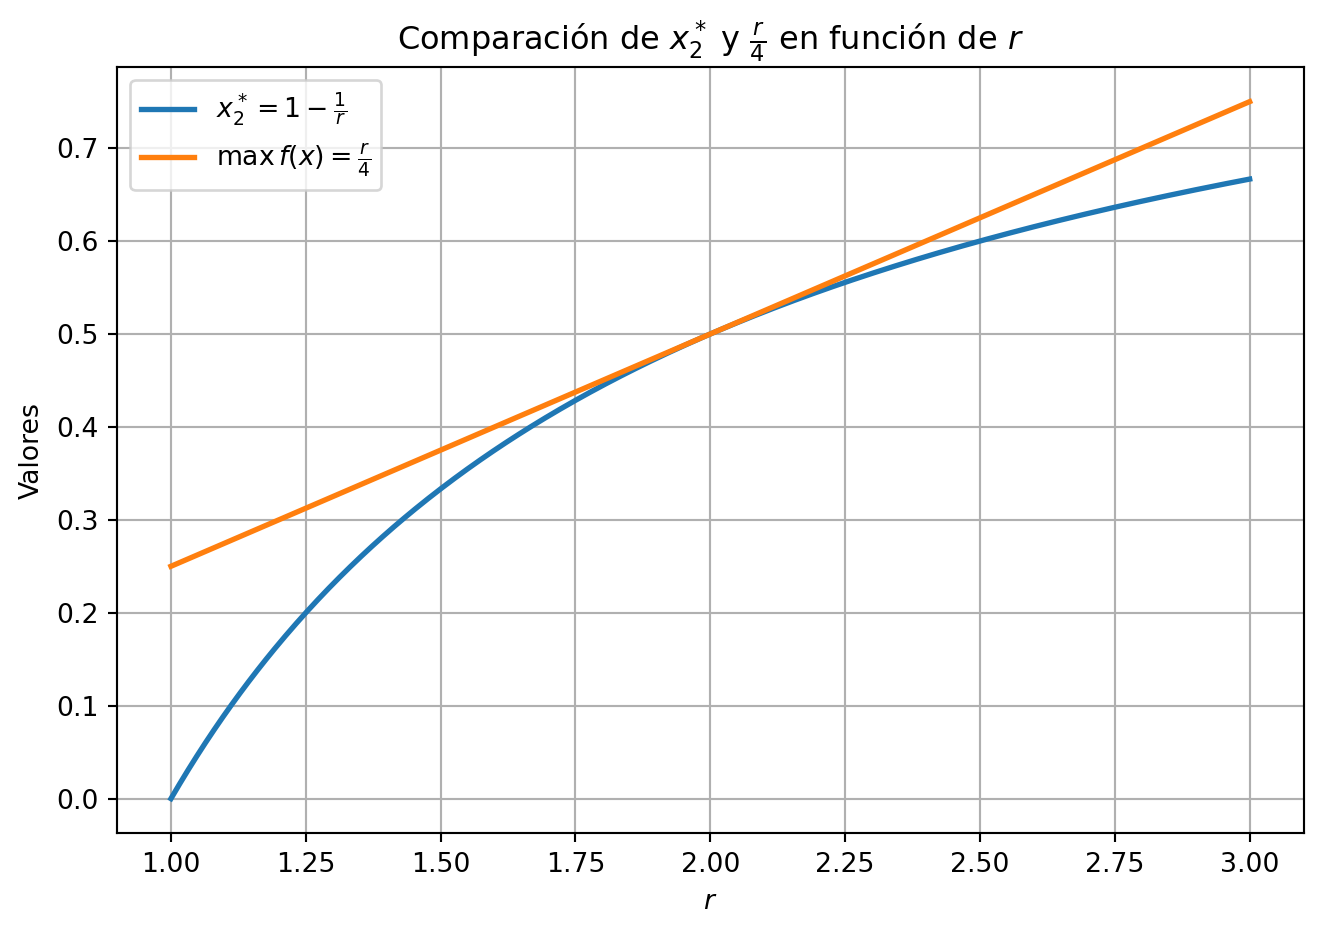 Comparación de $x_2^*$ y $\frac{r}{4}$ en función de $r$
$x_2^* = 1 - \frac{1}{r}$
$\max f(x) = \frac{r}{4}$
Valores
0.7
0.6
0.5
0.4
0.3
0.2
0.1
0.0
1.00 1.25 1.50 1.75 2.00 2.25 2.50 2.75 3.00
$r$